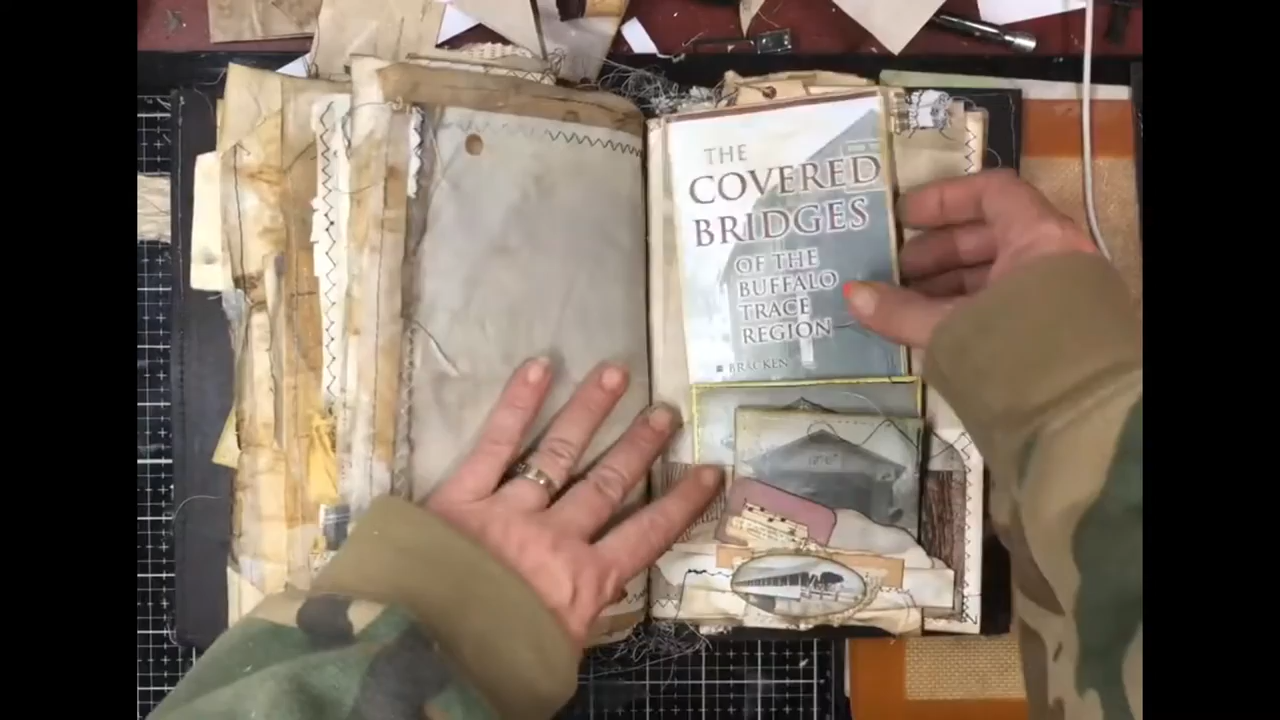 THE
COVERED
BRIDGES
OF THE
BUFFALO
TRACE
REGION
BRACKEN